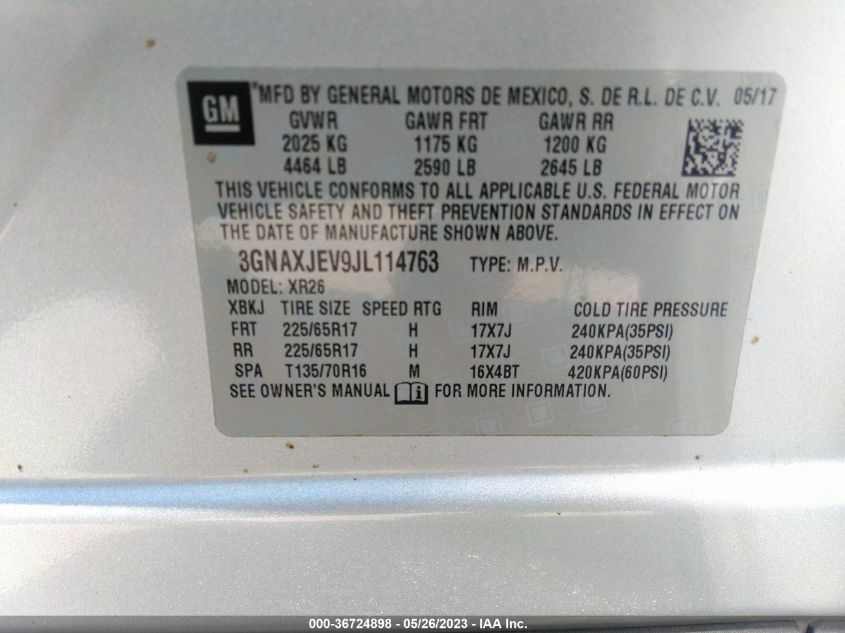 GM
*MFD BY GENERAL MOTORS DE MEXICO, S. DE R.L. DE C.V. 05/17
GVWR GAWR FRT GAWR RR
2025 KG 1175 KG 1200 KG
4464 LB 2590 LB 2645 LB
THIS VEHICLE CONFORMS TO ALL APPLICABLE U.S. FEDERAL MOTOR
VEHICLE SAFETY AND THEFT PREVENTION STANDARDS IN EFFECT ON
THE DATE OF MANUFACTURE SHOWN ABOVE.
3GNAXJEV9JL114763 TYPE: M.P.V.
MODEL: XR26
XBKJ TIRE SIZE SPEED RTG RIM COLD TIRE PRESSURE
FRT 225/65R17 H 17X7J 240KPA(35PSI)
RR 225/65R17 H 17X7J 240KPA(35PSI)
SPA T135/70R16 M 16X4BT 420KPA(60PSI)
SEE OWNER'S MANUAL i FOR MORE INFORMATION.
000-36724898 - 05/26/2023 - IAA Inc.